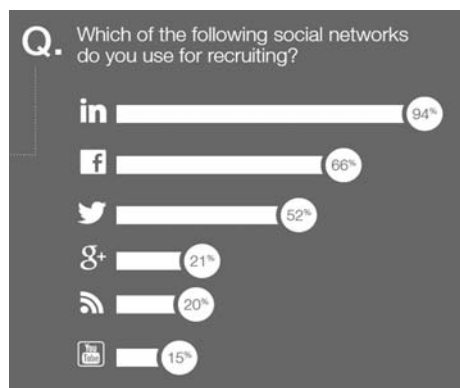 Q. Which of the following social networks
do you use for recruiting?
in
94%
f
66%
52%
g+
21%
20%
You
Tube
15%